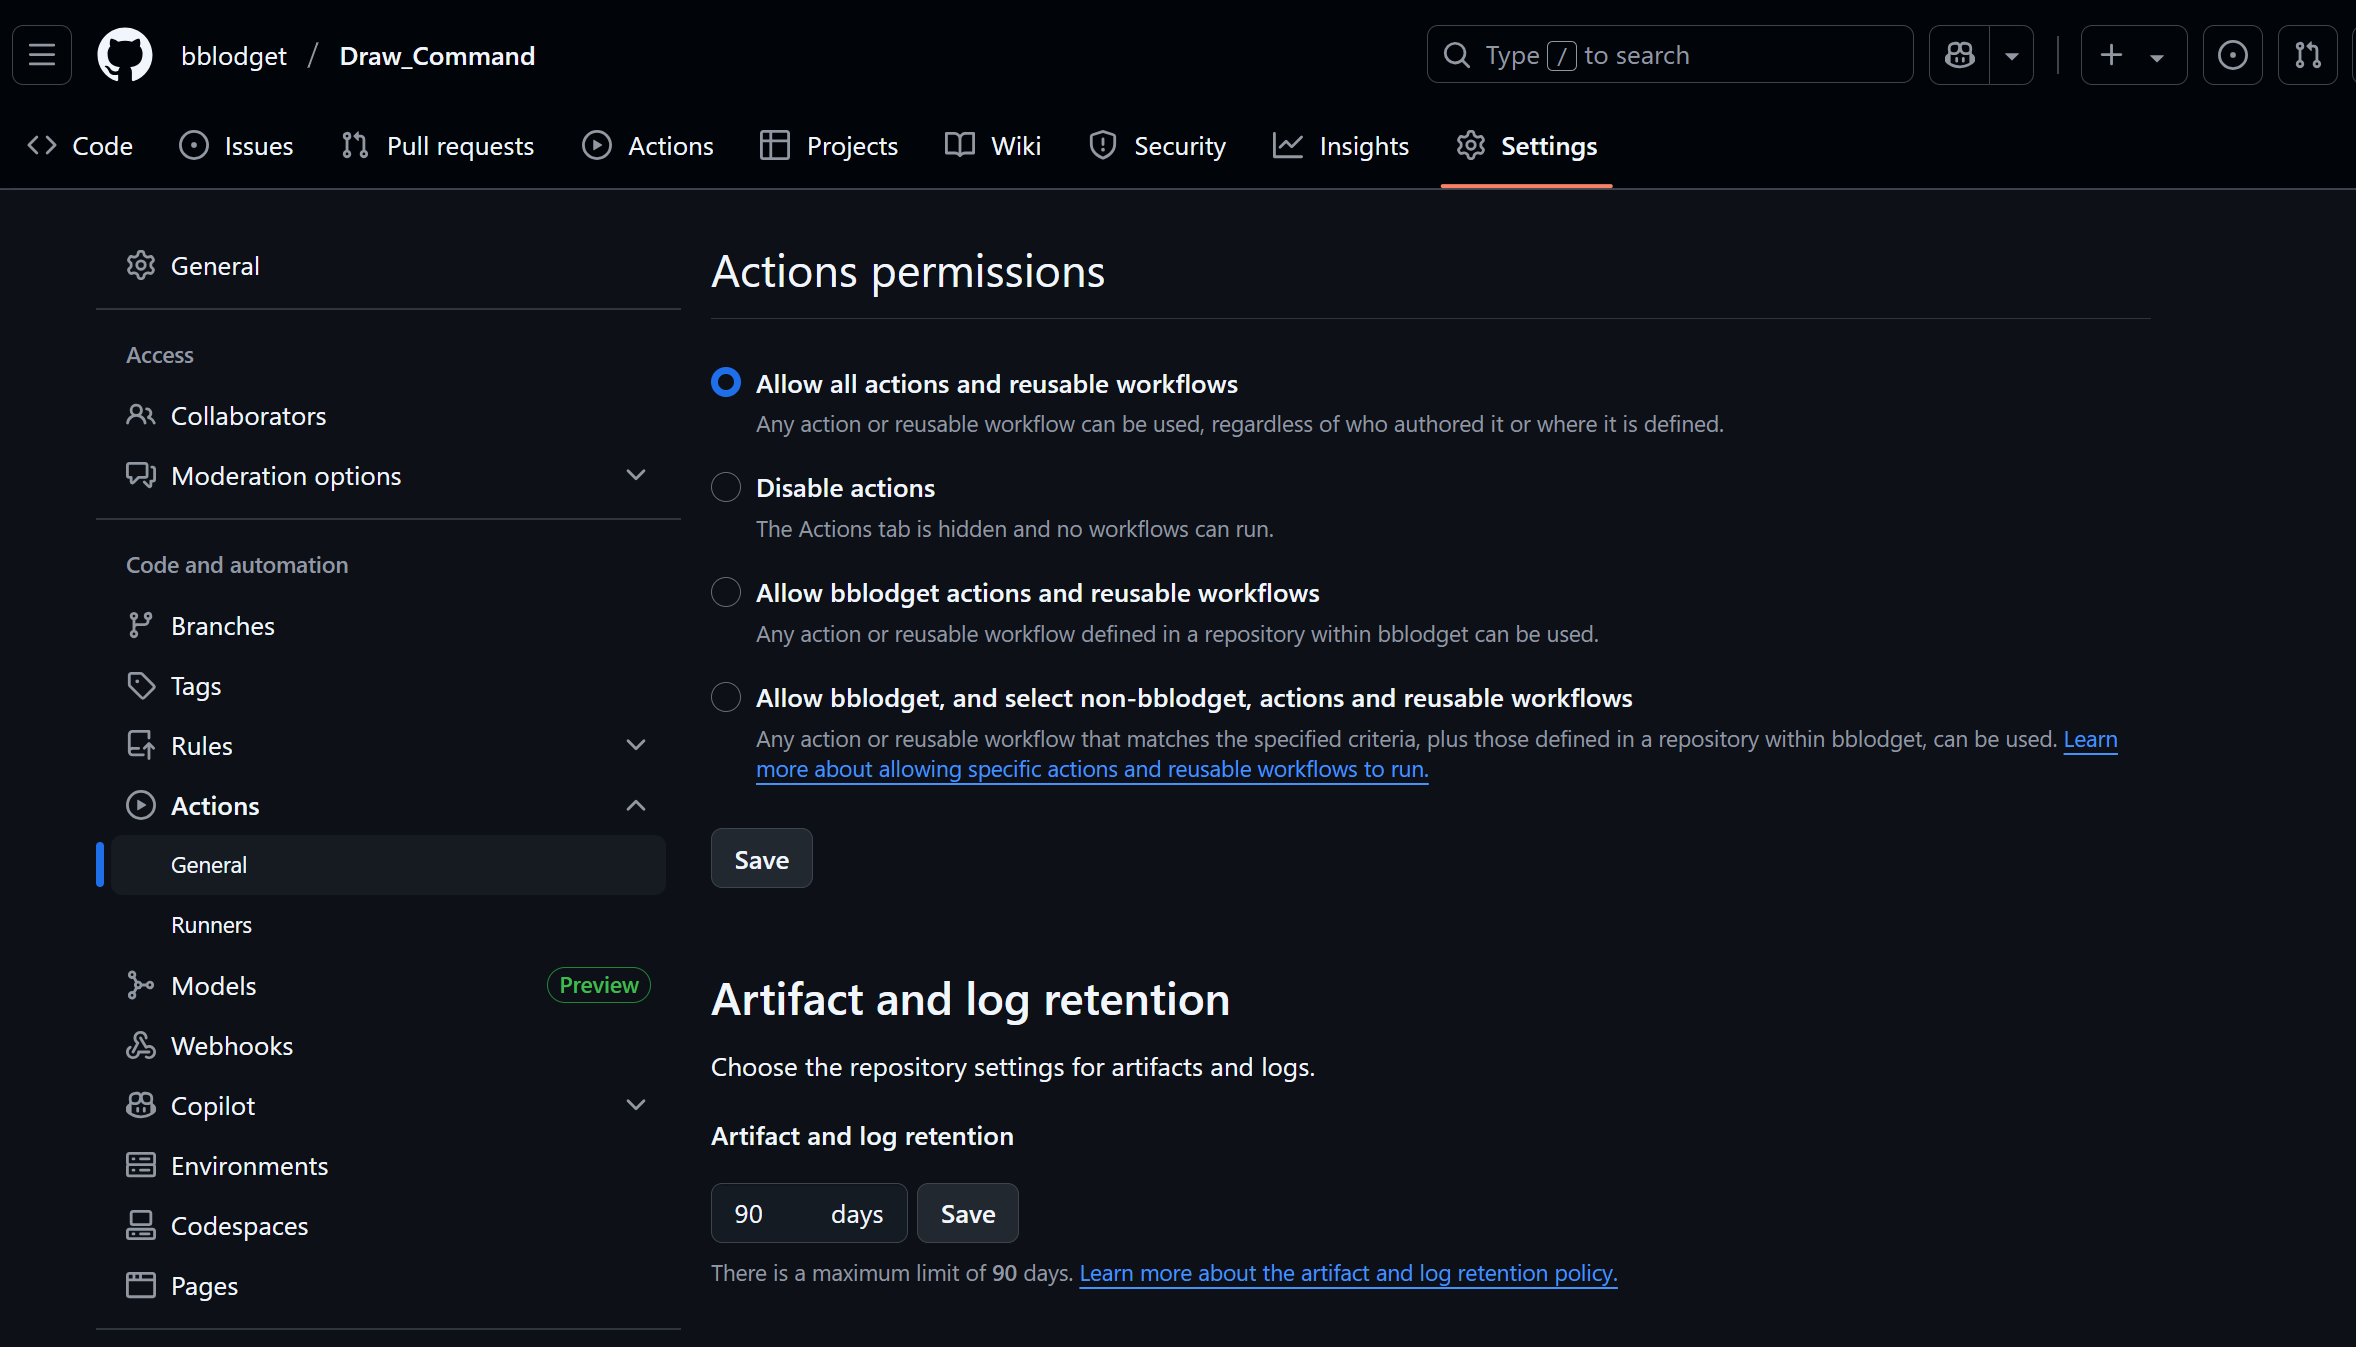 bblodget / Draw_Command
Type / to search
Code
Issues
Pull requests
Actions
Projects
Wiki
Security
Insights
Settings
General
Access
Collaborators
Moderation options
Code and automation
Branches
Tags
Rules
Actions
General
Runners
Models
Preview
Webhooks
Copilot
Environments
Codespaces
Pages
Actions permissions
Allow all actions and reusable workflows
Any action or reusable workflow can be used, regardless of who authored it or where it is defined.
Disable actions
The Actions tab is hidden and no workflows can run.
Allow bblodget actions and reusable workflows
Any action or reusable workflow defined in a repository within bblodget can be used.
Allow bblodget, and select non-bblodget, actions and reusable workflows
Any action or reusable workflow that matches the specified criteria, plus those defined in a repository within bblodget, can be used. Learn
more about allowing specific actions and reusable workflows to run.
Save
Artifact and log retention
Choose the repository settings for artifacts and logs.
Artifact and log retention
90 days
Save
There is a maximum limit of 90 days. Learn more about the artifact and log retention policy.